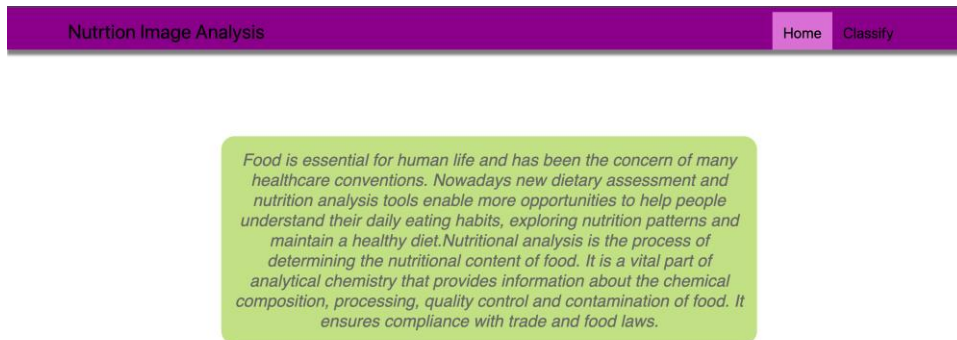 Nutrtion Image Analysis
Home
Classify
Food is essential for human life and has been the concern of many
healthcare conventions. Nowadays new dietary assessment and
nutrition analysis tools enable more opportunities to help people
understand their daily eating habits, exploring nutrition patterns and
maintain a healthy diet.Nutritional analysis is the process of
determining the nutritional content of food. It is a vital part of
analytical chemistry that provides information about the chemical
composition, processing, quality control and contamination of food. It
ensures compliance with trade and food laws.